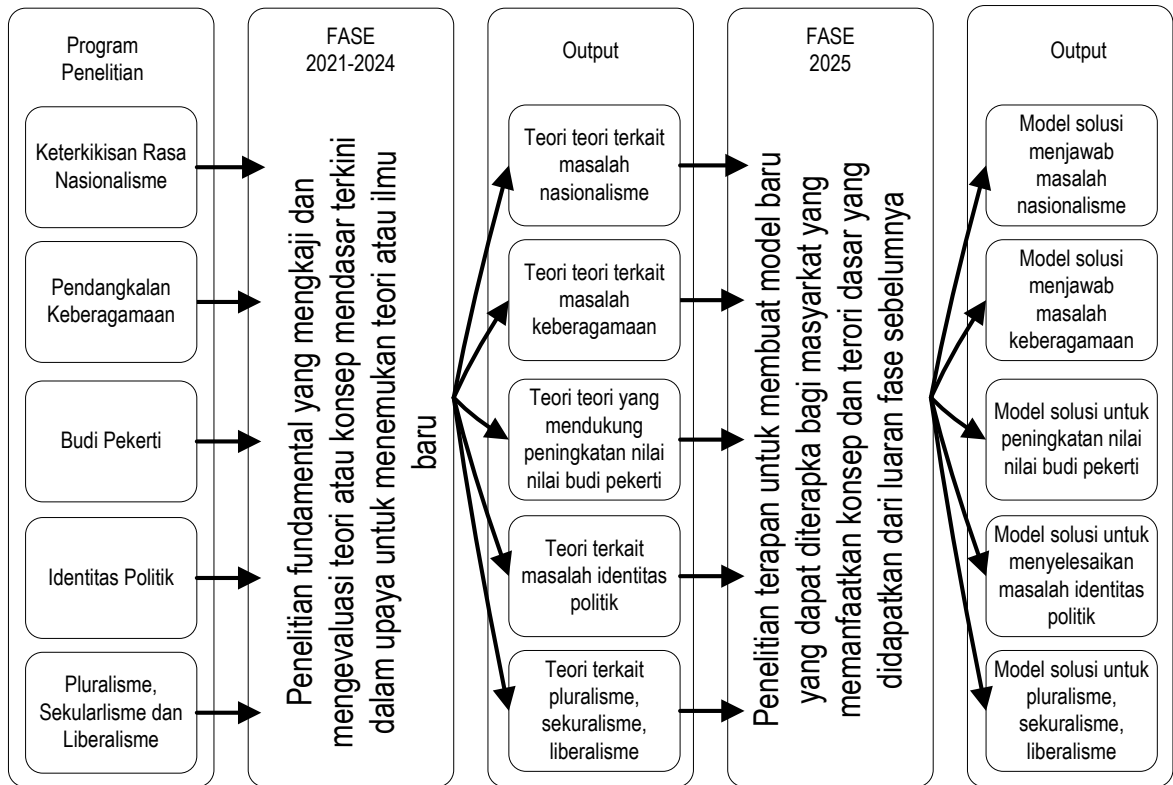 Program
Penelitian
Keterkikisan Rasa
Nasionalisme
Pendangkalan
Keberagamaan
Budi Pekerti
Identitas Politik
Pluralisme,
Sekularlisme dan
Liberalisme
FASE
2021-2024
Penelitian fundamental yang mengkaji dan
mengevaluasi teori atau konsep mendasar terkini
dalam upaya untuk menemukan teori atau ilmu
baru
Output
Teori teori terkait
masalah
nasionalisme
Teori teori terkait
masalah
keberagamaan
Teori teori yang
mendukung
peningkatan nilai
nilai budi pekerti
Teori terkait
masalah identitas
politik
Teori terkait
pluralisme,
sekuralisme,
liberalisme
FASE
2025
Penelitian terapan untuk membuat model baru
yang dapat diterapka bagi masyarkat yang
memanfaatkan konsep dan terori dasar yang
didapatkan dari luaran fase sebelumnya
Output
Model solusi
menjawab
masalah
nasionalisme
Model solusi
menjawab
masalah
keberagamaan
Model solusi untuk
peningkatan nilai
nilai budi pekerti
Model solusi untuk
menyelesaikan
masalah identitas
politik
Model solusi untuk
pluralisme,
sekuralisme,
liberalisme